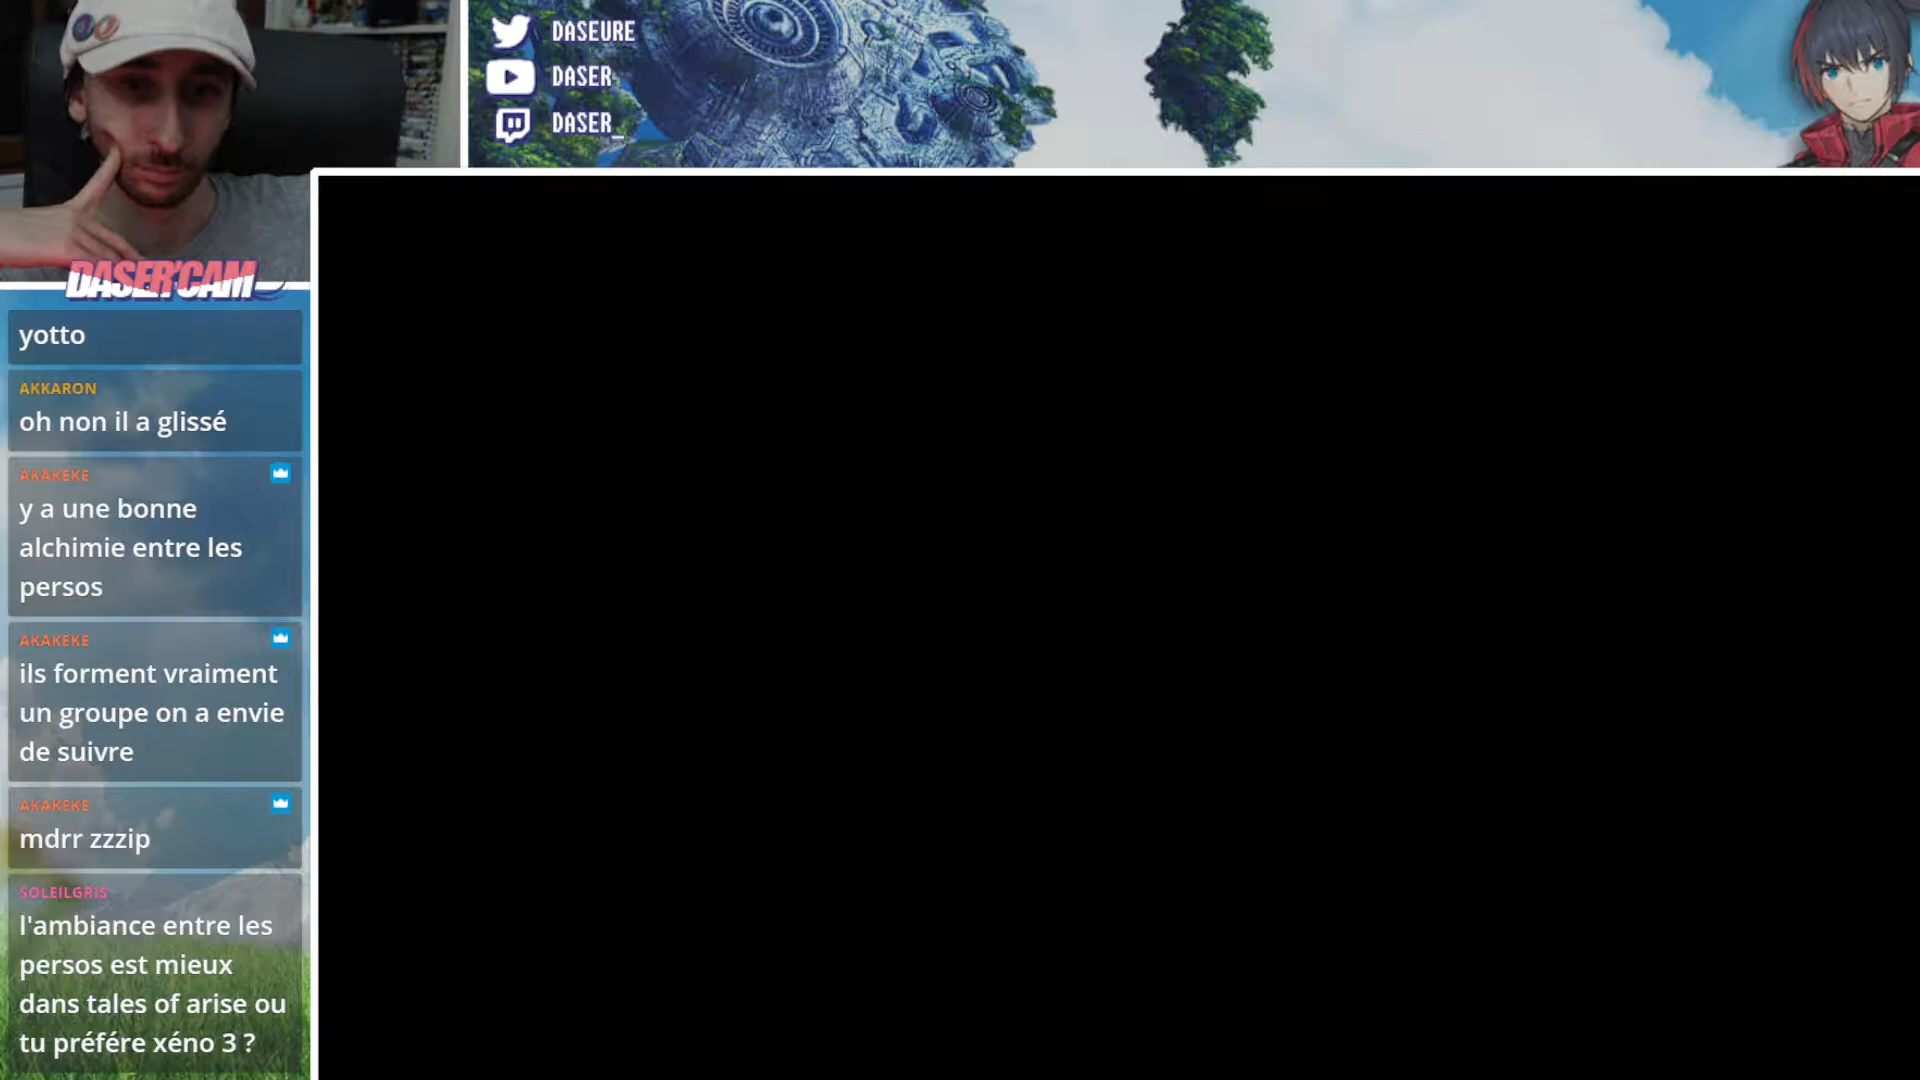 DASEURE
DASER_
DASER_
DASER'CAM
yotto
AKKARON
oh non il a glissé
AKAKEKE
y a une bonne
alchimie entre les
persos
AKAKEKE
ils forment vraiment
un groupe on a envie
de suivre
AKAKEKE
mdrr zzzip
SOLEILGRIS
l'ambiance entre les
persos est mieux
dans tales of arise ou
tu préfére xéno 3 ?